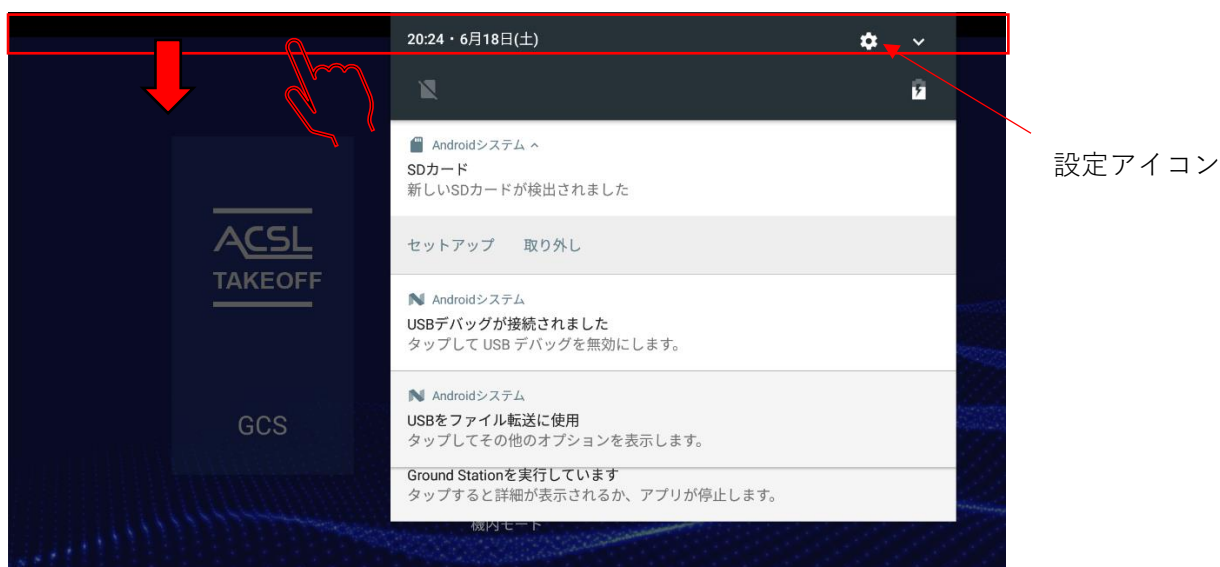 20:24・6月18日(土)
設定アイコン
Androidシステム
SDカード
新しいSDカードが検出されました
セットアップ 取り外し
Androidシステム
USBデバッグが接続されました
タップして USB デバッグを無効にします。
Androidシステム
USBをファイル転送に使用
タップしてその他のオプションを表示します。
Ground Stationを実行しています
タップすると詳細が表示されるか、アプリが停止します。
機内モード
ACSL
TAKEOFF
GCS